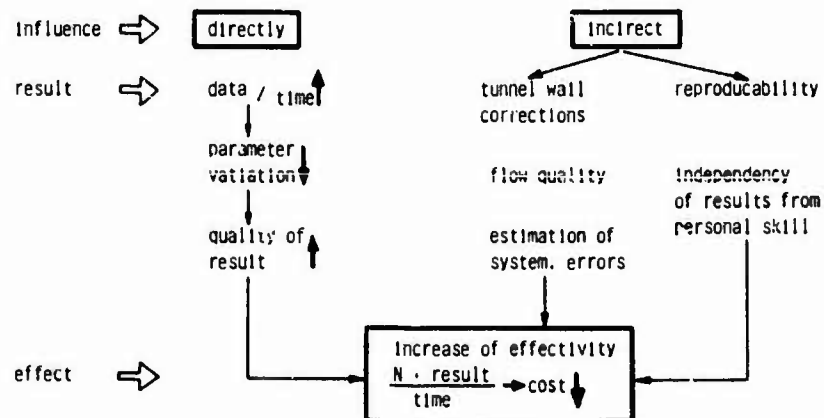 influence directly incirect
result data / time tunnel wall reproducability
corrections
parameter
vatiation flow quality independency
of results from
personal skill
quality of estimation of
result system. errors
increase of effectivity
effect N · result cost
time